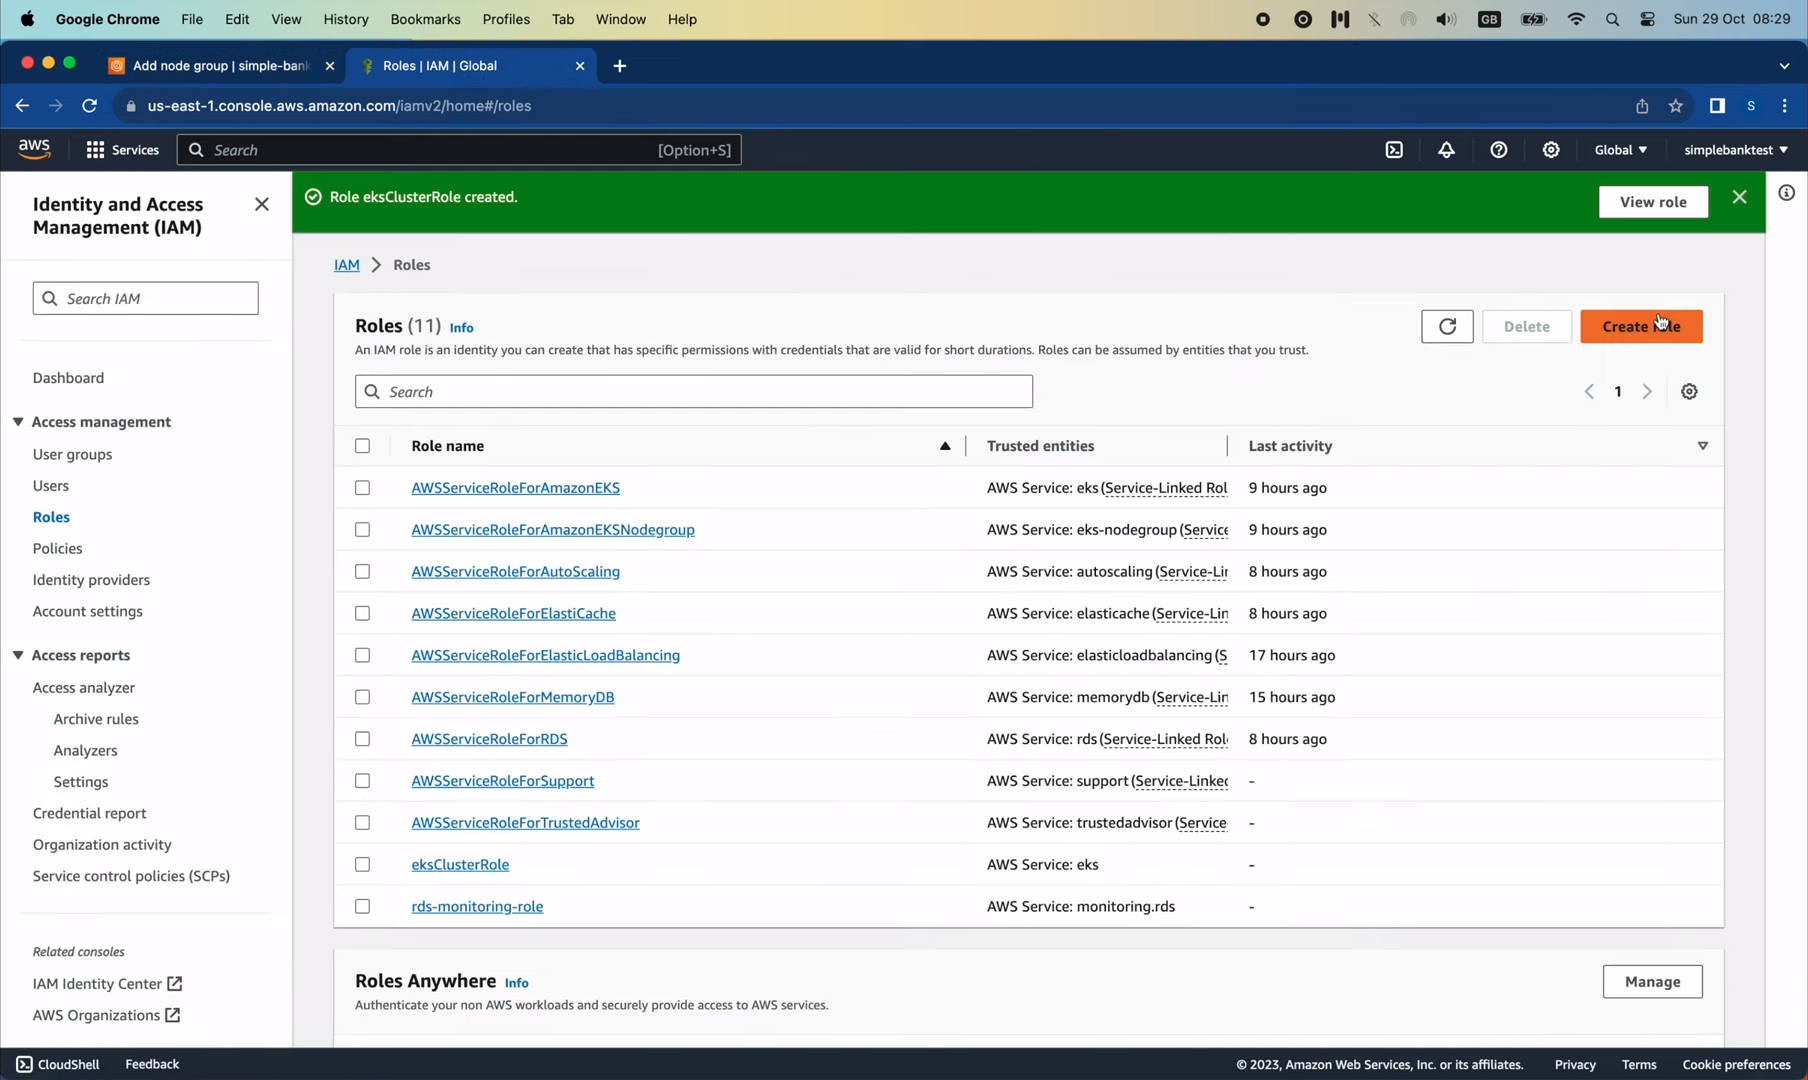 Google Chrome File Edit View History Bookmarks Profiles Tab Window Help GB Sun 29 Oct 08:29
Add node group | simple-bank Roles | IAM | Global
us-east-1.console.aws.amazon.com/iamv2/home#/roles S
aws Services Search [Option+S] Global simplebanktest
Identity and Access
Management (IAM)
Search IAM
Dashboard
Access management
User groups
Users
Roles
Policies
Identity providers
Account settings
Access reports
Access analyzer
Archive rules
Analyzers
Settings
Credential report
Organization activity
Service control policies (SCPs)
Related consoles
IAM Identity Center
AWS Organizations
Role eksClusterRole created. View role
IAM > Roles
Roles (11) Info Delete Create
An IAM role is an identity you can create that has specific permissions with credentials that are valid for short durations. Roles can be assumed by entities that you trust.
Search 1
Role name Trusted entities Last activity
AWSServiceRoleForAmazonEKS AWS Service: eks (Service-Linked Rol 9 hours ago
AWSServiceRoleForAmazonEKSNodegroup AWS Service: eks-nodegroup (Service 9 hours ago
AWSServiceRoleForAutoScaling AWS Service: autoscaling (Service-Lin 8 hours ago
AWSServiceRoleForElastiCache AWS Service: elasticache (Service-Lin 8 hours ago
AWSServiceRoleForElasticLoadBalancing AWS Service: elasticloadbalancing (S 17 hours ago
AWSServiceRoleForMemoryDB AWS Service: memorydb (Service-Lin 15 hours ago
AWSServiceRoleForRDS AWS Service: rds (Service-Linked Role 8 hours ago
AWSServiceRoleForSupport AWS Service: support (Service-Linked -
AWSServiceRoleForTrustedAdvisor AWS Service: trustedadvisor (Service- -
eksClusterRole AWS Service: eks -
rds-monitoring-role AWS Service: monitoring.rds -
Roles Anywhere Info Manage
Authenticate your non AWS workloads and securely provide access to AWS services.
CloudShell Feedback © 2023, Amazon Web Services, Inc. or its affiliates. Privacy Terms Cookie preferences